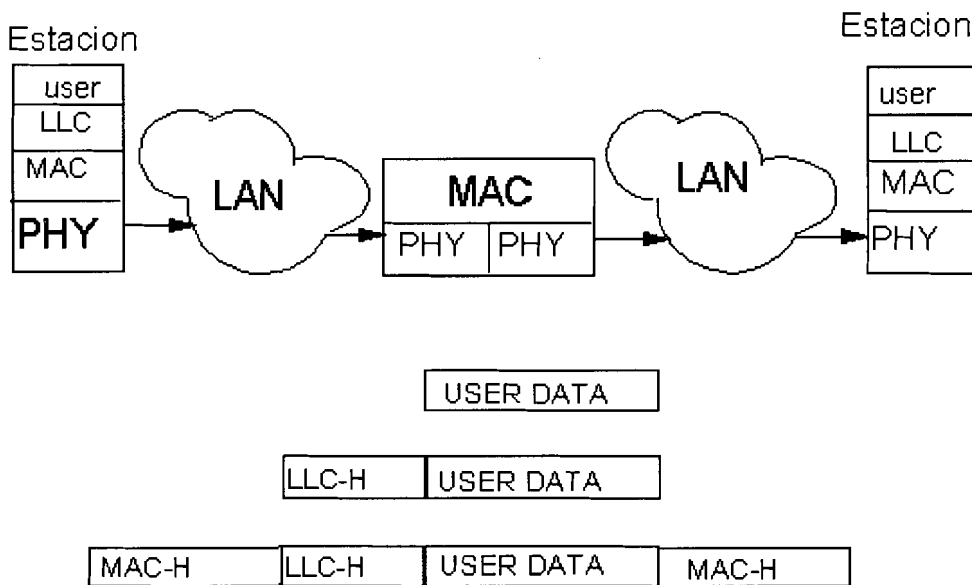 Estacion
user
LLC
MAC
PHY
LAN
MAC
PHY PHY
LAN
Estacion
user
LLC
MAC
PHY
USER DATA
LLC-H USER DATA
MAC-H LLC-H USER DATA MAC-H